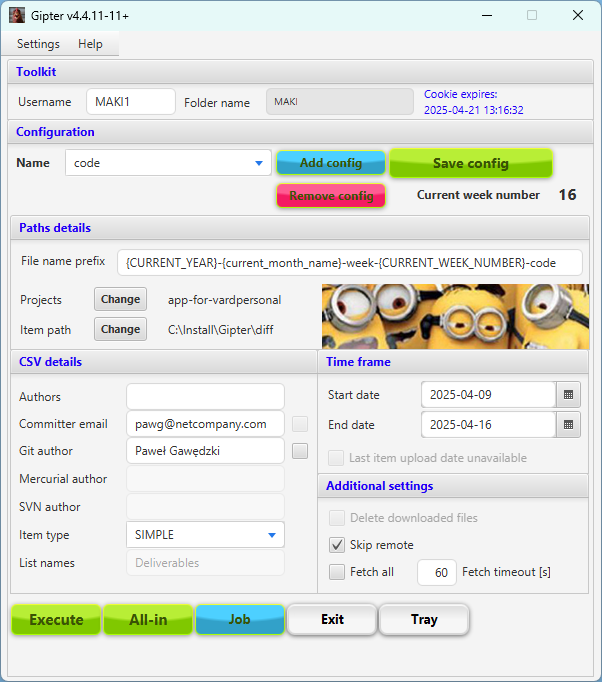 Gipter v4.4.11-11+
Settings Help
Toolkit
Username MAKI1 Folder name MAKI Cookie expires:
2025-04-21 13:16:32
Configuration
Name code Add config Save config
Remove config Current week number 16
Paths details
File name prefix {CURRENT_YEAR}-{current_month_name}-week-{CURRENT_WEEK_NUMBER}-code
Projects Change app-for-vardpersonal
Item path Change C:\Install\Gipter\diff
CSV details
Authors
Committer email pawg@netcompany.com
Git author Paweł Gawędzki
Mercurial author
SVN author
Item type SIMPLE
List names Deliverables
Time frame
Start date 2025-04-09
End date 2025-04-16
Last item upload date unavailable
Additional settings
Delete downloaded files
Skip remote
Fetch all 60 Fetch timeout [s]
Execute All-in Job Exit Tray